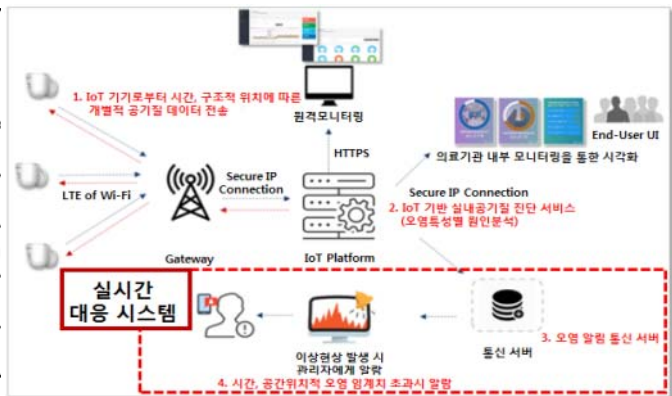 1. IoT 기기로부터 시간, 구조적 위치에 따른
개별적 공기질 데이터 전송
원격모니터링
End-User UI
의료기관 내부 모니터링을 통한 시각화
HTTPS
Secure IP
Connection
LTE of Wi-Fi
Secure IP Connection
2. IoT 기반 실내공기질 진단 서비스
(오염특성별 원인분석)
Gateway
IoT Platform
실시간
대응 시스템
3. 오염 알림 통신 서버
통신 서버
이상현상 발생 시
관리자에게 알람
4. 시간, 공간위치적 오염 임계치 초과시 알람